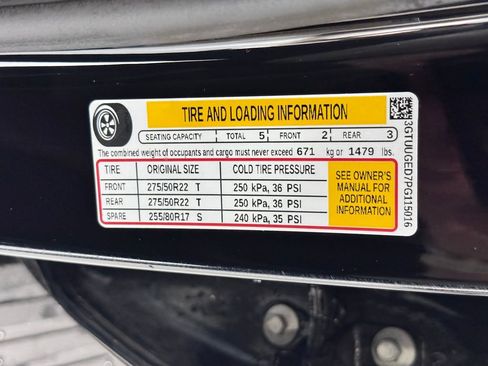 TIRE AND LOADING INFORMATION
SEATING CAPACITY TOTAL 5 FRONT 2 REAR 3
The combined weight of occupants and cargo must never exceed 671 kg or 1479 lbs.
TIRE ORIGINAL SIZE COLD TIRE PRESSURE
FRONT 275/50R22 T 250 kPa, 36 PSI
REAR 275/50R22 T 250 kPa, 36 PSI
SPARE 255/80R17 S 240 kPa, 35 PSI
SEE OWNER'S
MANUAL FOR
ADDITIONAL
INFORMATION
3GTUUGED7PG115016